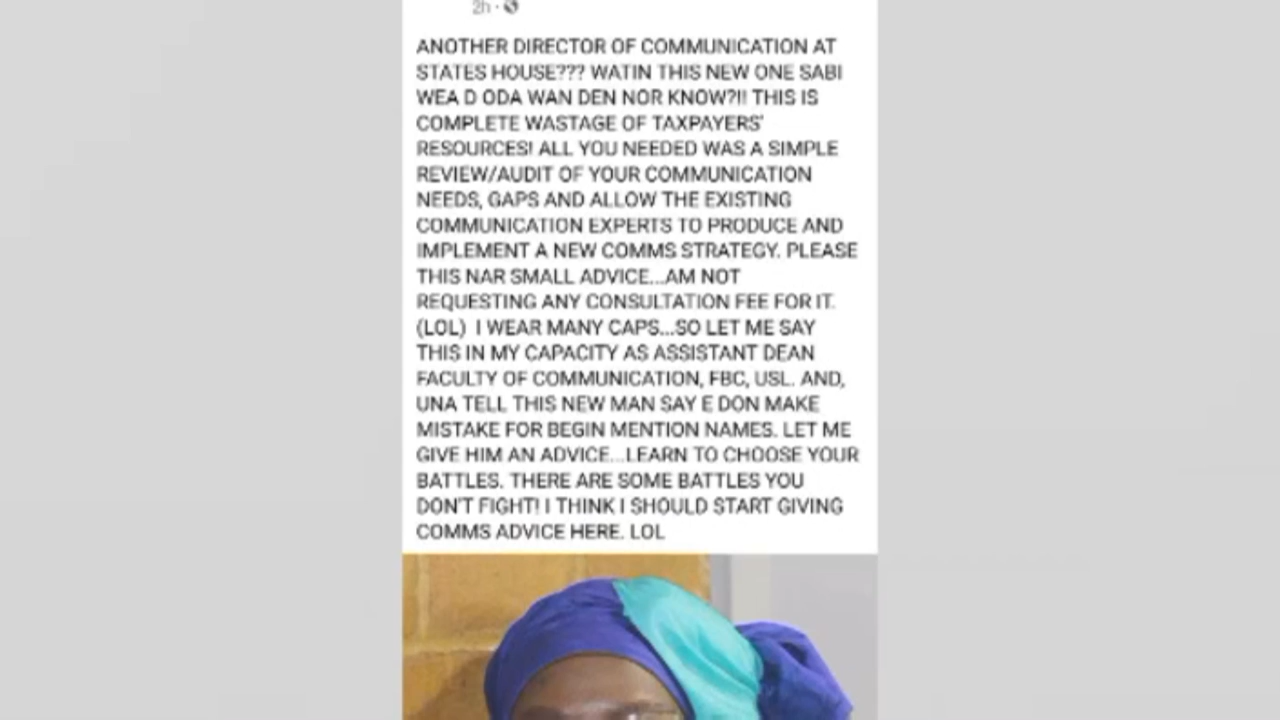 2h ·
ANOTHER DIRECTOR OF COMMUNICATION AT
STATES HOUSE??? WATIN THIS NEW ONE SABI
WEA D ODA WAN DEN NOR KNOW?!! THIS IS
COMPLETE WASTAGE OF TAXPAYERS'
RESOURCES! ALL YOU NEEDED WAS A SIMPLE
REVIEW/AUDIT OF YOUR COMMUNICATION
NEEDS, GAPS AND ALLOW THE EXISTING
COMMUNICATION EXPERTS TO PRODUCE AND
IMPLEMENT A NEW COMMS STRATEGY. PLEASE
THIS NAR SMALL ADVICE...AM NOT
REQUESTING ANY CONSULTATION FEE FOR IT.
(LOL) I WEAR MANY CAPS...SO LET ME SAY
THIS IN MY CAPACITY AS ASSISTANT DEAN
FACULTY OF COMMUNICATION, FBC, USL. AND,
UNA TELL THIS NEW MAN SAY E DON MAKE
MISTAKE FOR BEGIN MENTION NAMES. LET ME
GIVE HIM AN ADVICE...LEARN TO CHOOSE YOUR
BATTLES. THERE ARE SOME BATTLES YOU
DON'T FIGHT! I THINK I SHOULD START GIVING
COMMS ADVICE HERE. LOL